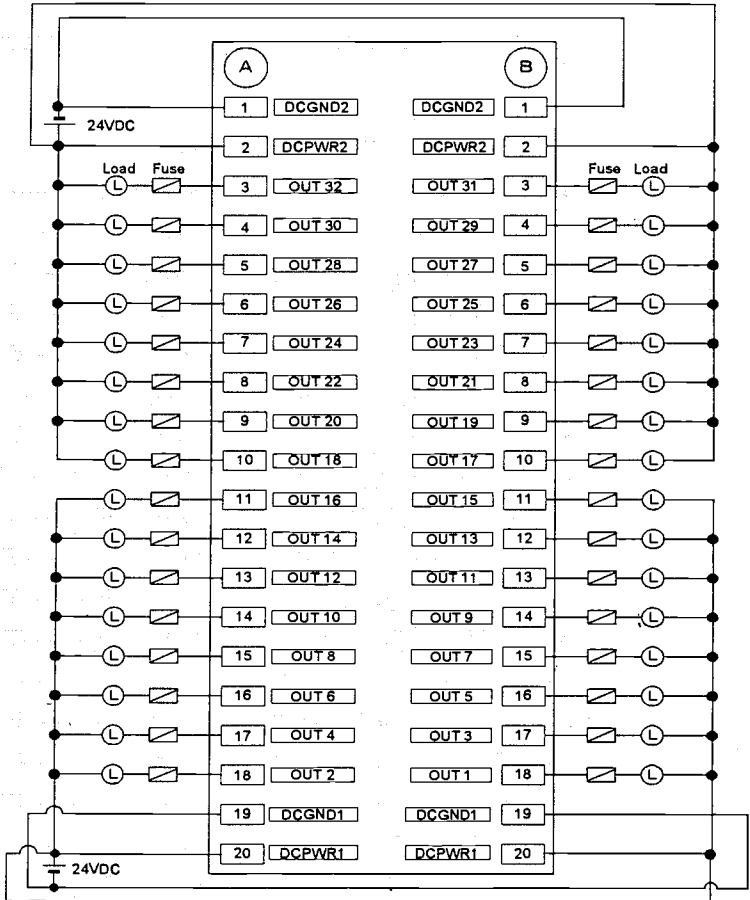 A B
1 DCGND2 DCGND2 1
24VDC
2 DCPWR2 DCPWR2 2
Load Fuse Fuse Load
L 3 OUT 32 OUT 31 3 L
L 4 OUT 30 OUT 29 4 L
L 5 OUT 28 OUT 27 5 L
L 6 OUT 26 OUT 25 6 L
L 7 OUT 24 OUT 23 7 L
L 8 OUT 22 OUT 21 8 L
L 9 OUT 20 OUT 19 9 L
L 10 OUT 18 OUT 17 10 L
L 11 OUT 16 OUT 15 11 L
L 12 OUT 14 OUT 13 12 L
L 13 OUT 12 OUT 11 13 L
L 14 OUT 10 OUT 9 14 L
L 15 OUT 8 OUT 7 15 L
L 16 OUT 6 OUT 5 16 L
L 17 OUT 4 OUT 3 17 L
L 18 OUT 2 OUT 1 18 L
19 DCGND1 DCGND1 19
20 DCPWR1 DCPWR1 20
24VDC